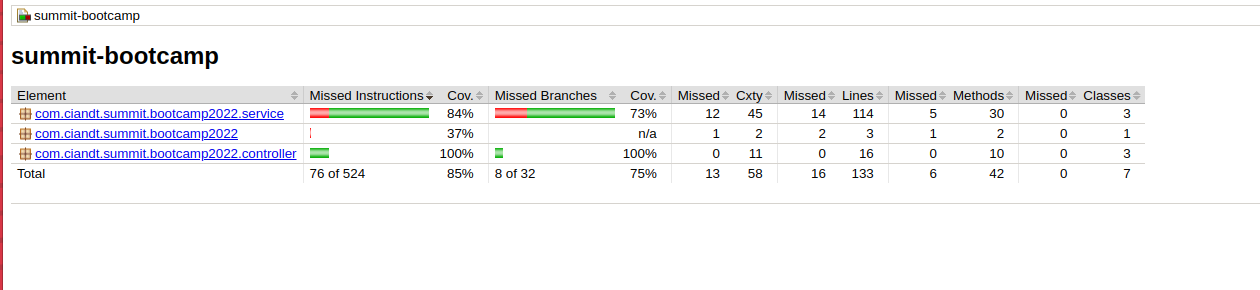 summit-bootcamp
summit-bootcamp
Element Missed Instructions Cov. Missed Branches Cov. Missed Cxty Missed Lines Missed Methods Missed Classes
com.ciandt.summit.bootcamp2022.service 84% 73% 12 45 14 114 5 30 0 3
com.ciandt.summit.bootcamp2022 37% n/a 1 2 2 3 1 2 0 1
com.ciandt.summit.bootcamp2022.controller 100% 100% 0 11 0 16 0 10 0 3
Total 76 of 524 85% 8 of 32 75% 13 58 16 133 6 42 0 7